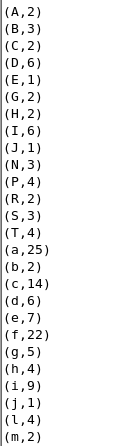 (A,2)
(B,3)
(C,2)
(D,6)
(E,1)
(G,2)
(H,2)
(I,6)
(J,1)
(N,3)
(P,4)
(R,2)
(S,3)
(T,4)
(a,25)
(b,2)
(c,14)
(d,6)
(e,7)
(f,22)
(g,5)
(h,4)
(i,9)
(j,1)
(l,4)
(m,2)